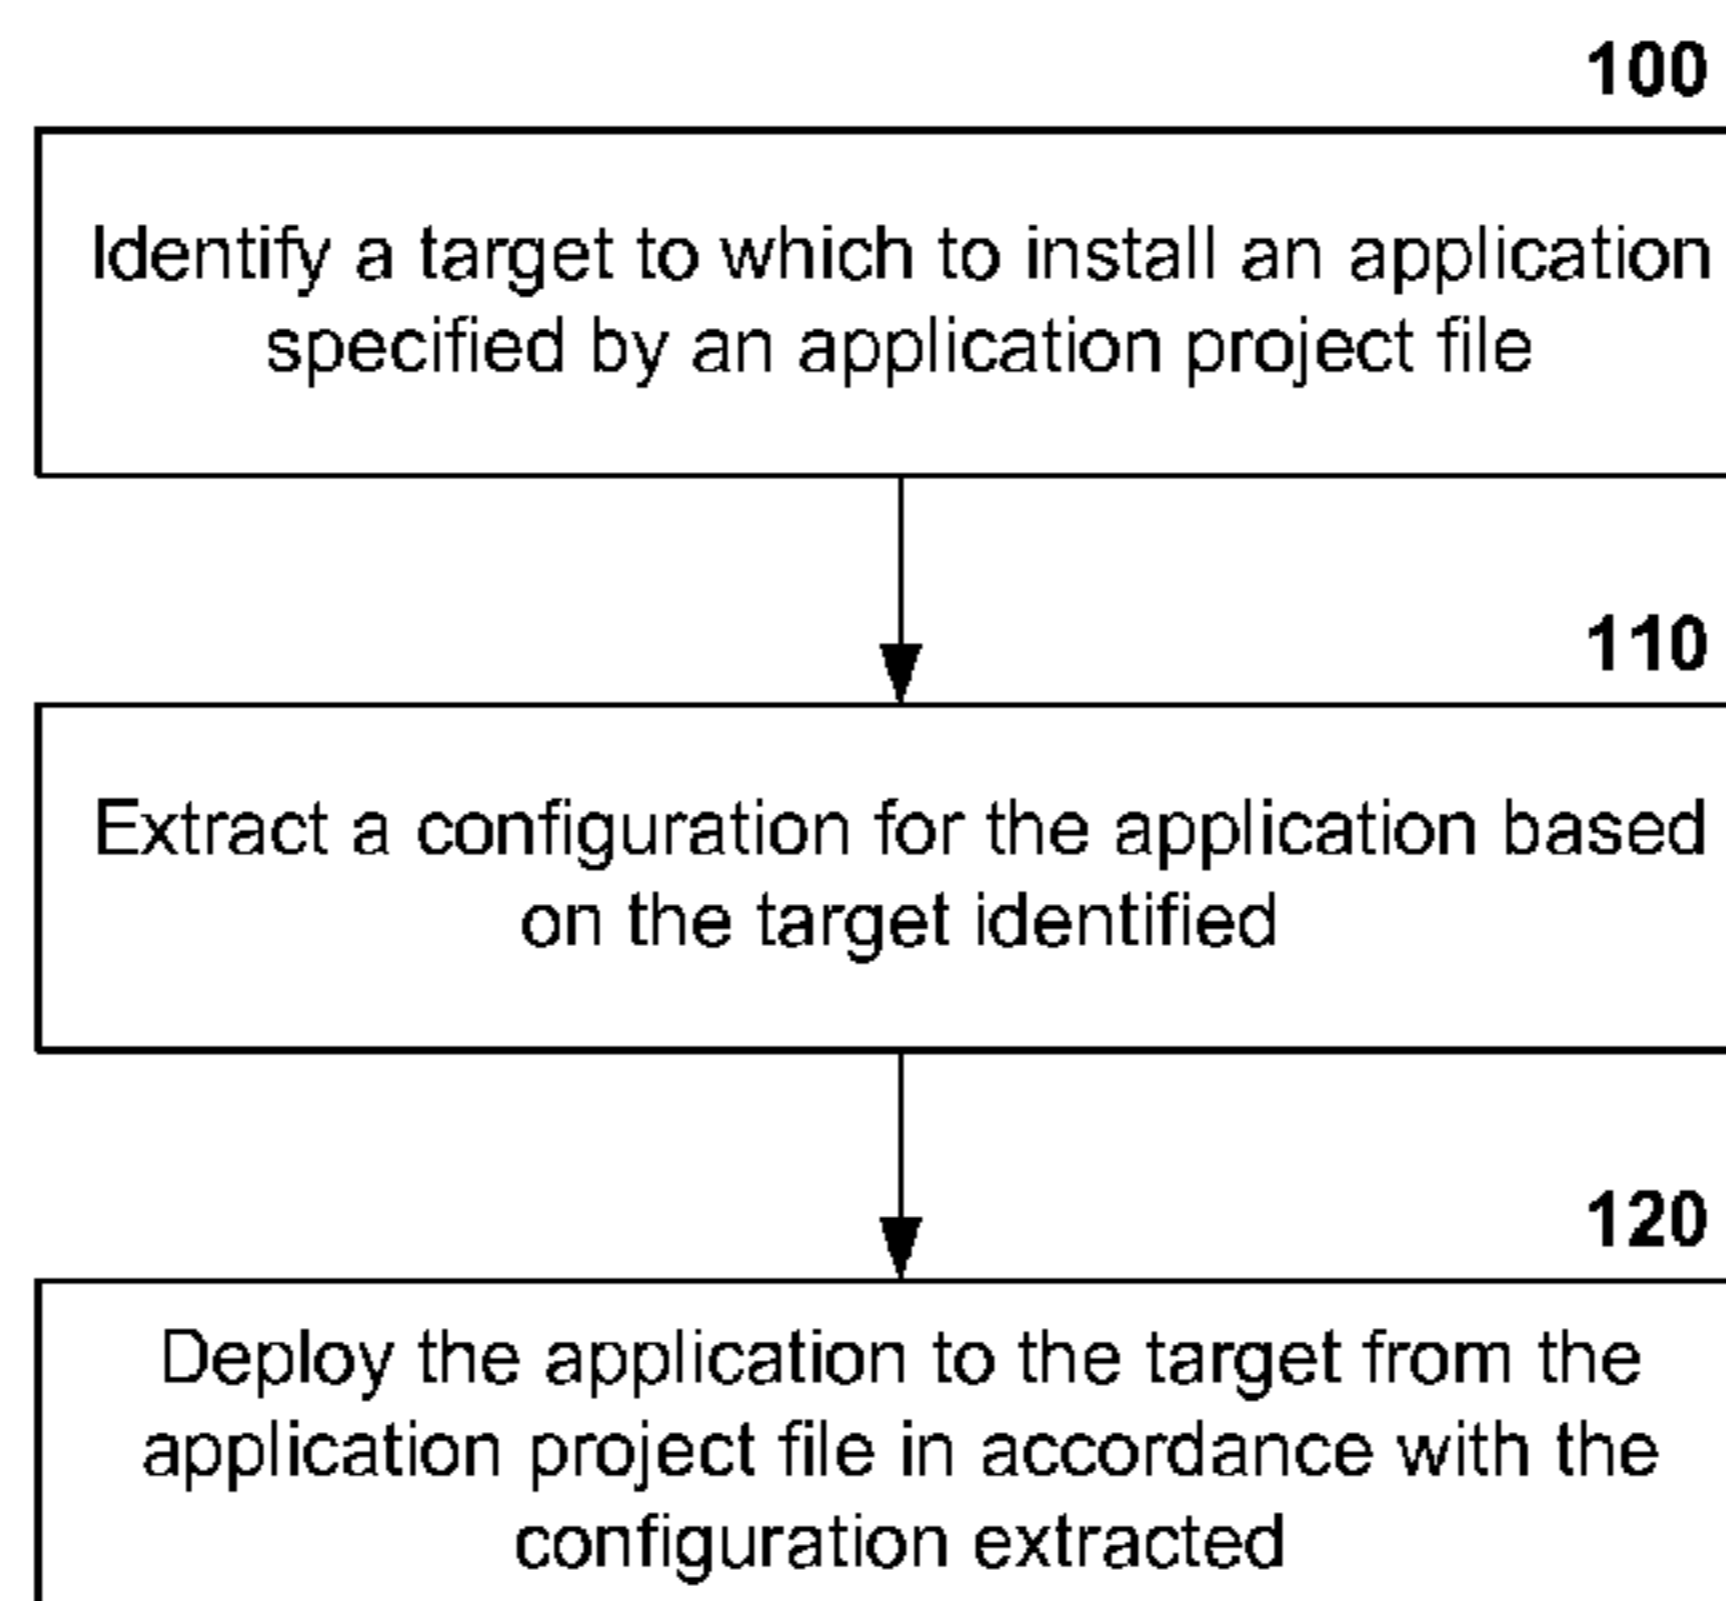 100
Identify a target to which to install an application
specified by an application project file
110
Extract a configuration for the application based
on the target identified
120
Deploy the application to the target from the
application project file in accordance with the
configuration extracted